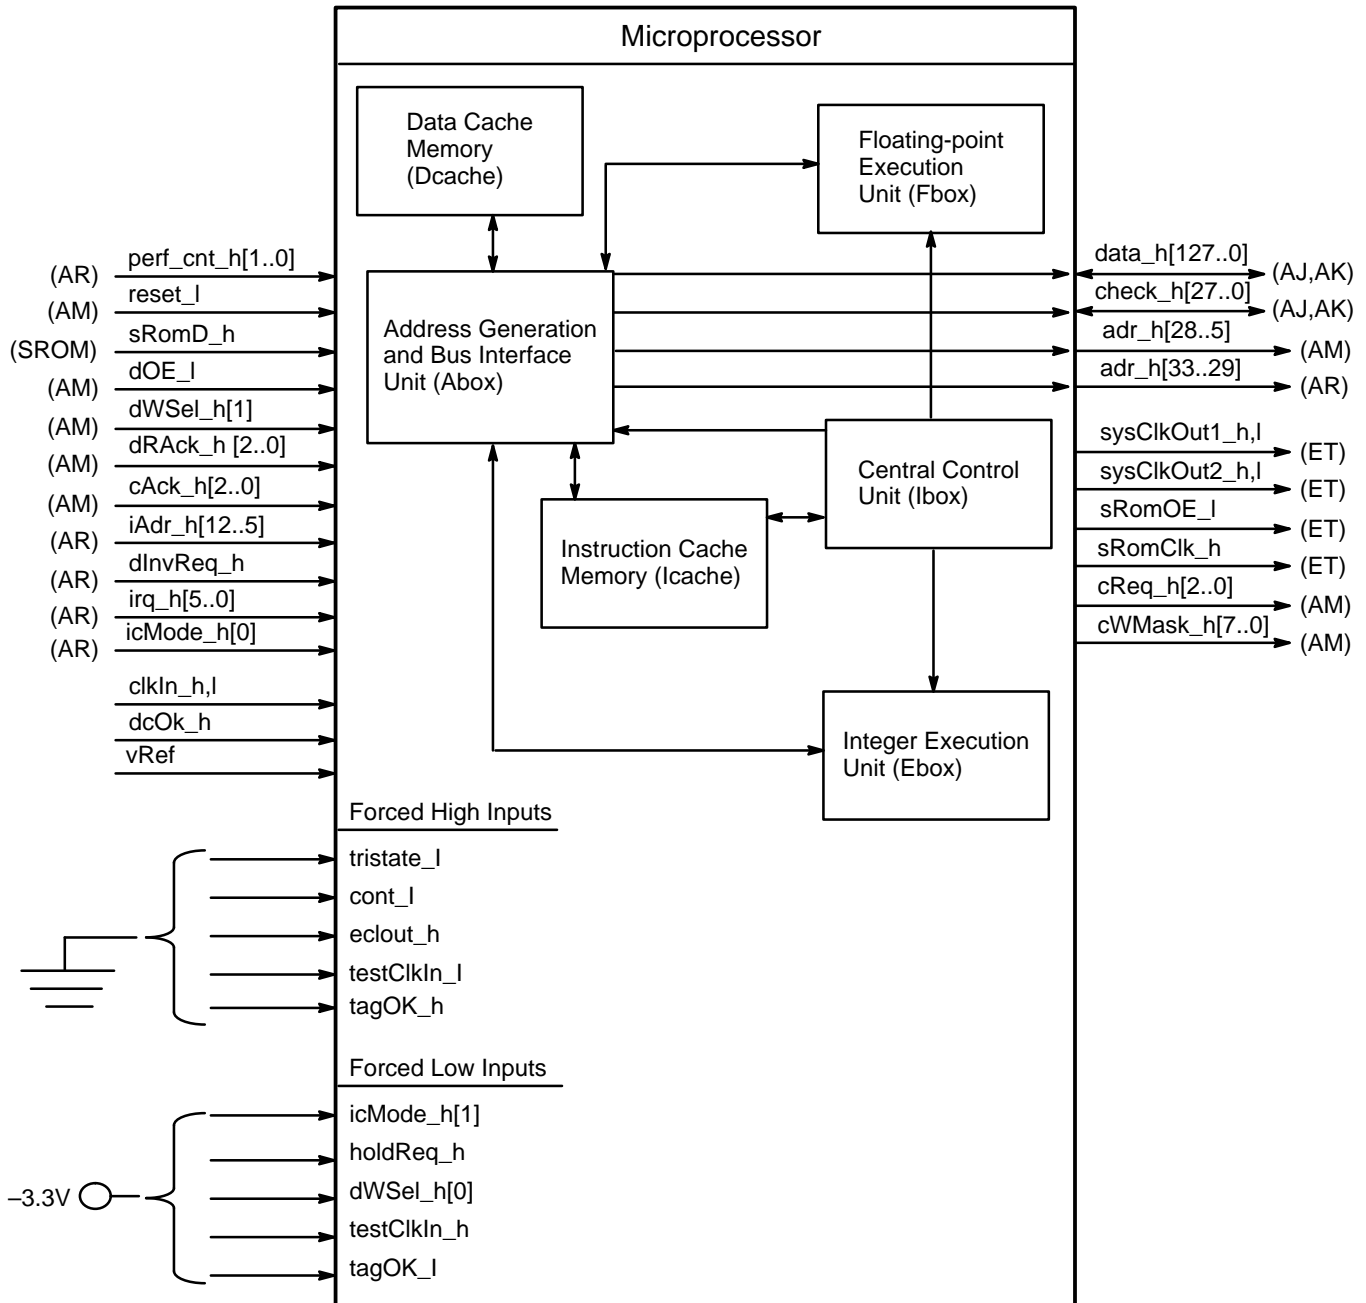 Microprocessor
Data Cache
Memory
(Dcache)
Floating-point
Execution
Unit (Fbox)
Address Generation
and Bus Interface
Unit (Abox)
Central Control
Unit (Ibox)
Instruction Cache
Memory (Icache)
Integer Execution
Unit (Ebox)
(AR) perf_cnt_h[1..0]
(AM) reset_l
(SROM) sRomD_h
(AM) dOE_l
(AM) dWSel_h[1]
(AM) dRAck_h [2..0]
(AM) cAck_h[2..0]
(AR) iAdr_h[12..5]
(AR) dInvReq_h
(AR) irq_h[5..0]
(AR) icMode_h[0]
clkIn_h,l
dcOk_h
vRef
data_h[127..0] (AJ,AK)
check_h[27..0] (AJ,AK)
adr_h[28..5] (AM)
adr_h[33..29] (AR)
sysClkOut1_h,l (ET)
sysClkOut2_h,l (ET)
sRomOE_l (ET)
sRomClk_h (ET)
cReq_h[2..0] (AM)
cWMask_h[7..0] (AM)
Forced High Inputs
tristate_l
cont_l
eclout_h
testClkIn_l
tagOK_h
Forced Low Inputs
–3.3V
icMode_h[1]
holdReq_h
dWSel_h[0]
testClkIn_h
tagOK_l